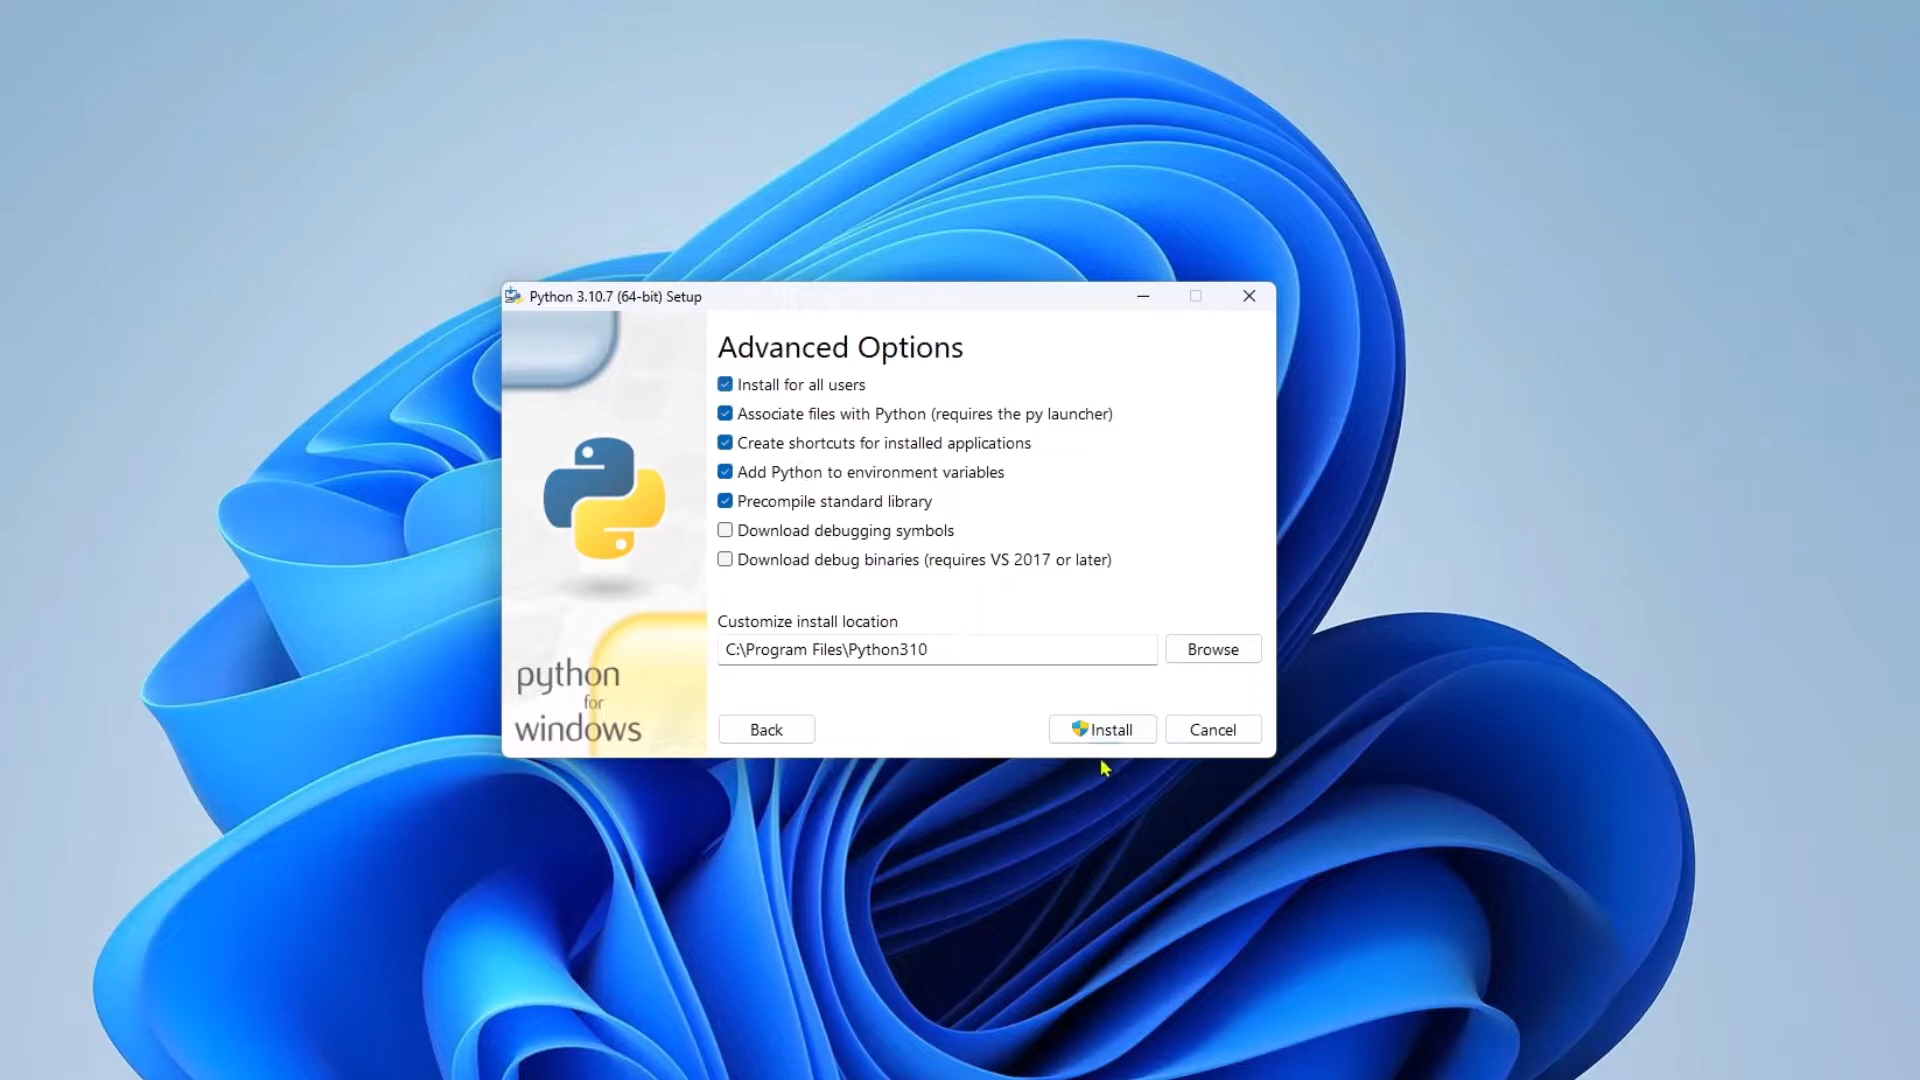 Python 3.10.7 (64-bit) Setup
Advanced Options
Install for all users
Associate files with Python (requires the py launcher)
Create shortcuts for installed applications
Add Python to environment variables
Precompile standard library
Download debugging symbols
Download debug binaries (requires VS 2017 or later)
Customize install location
C:\Program Files\Python310
Browse
python
for
windows
Back
Install
Cancel